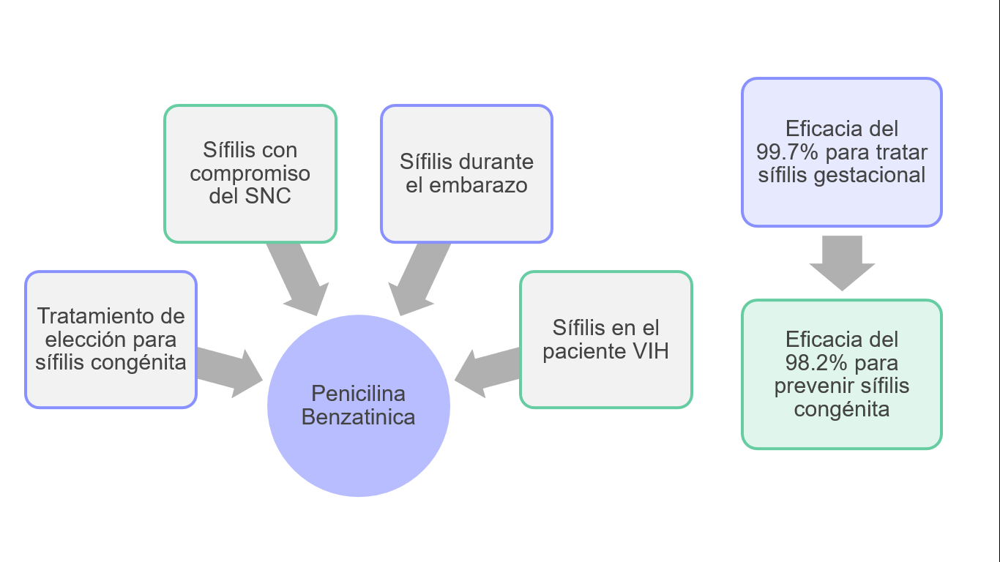 Sífilis con
compromiso
del SNC
Sífilis durante
el embarazo
Tratamiento de
elección para
sífilis congénita
Sífilis en el
paciente VIH
Penicilina
Benzatinica
Eficacia del
99.7% para tratar
sífilis gestacional
Eficacia del
98.2% para
prevenir sífilis
congénita